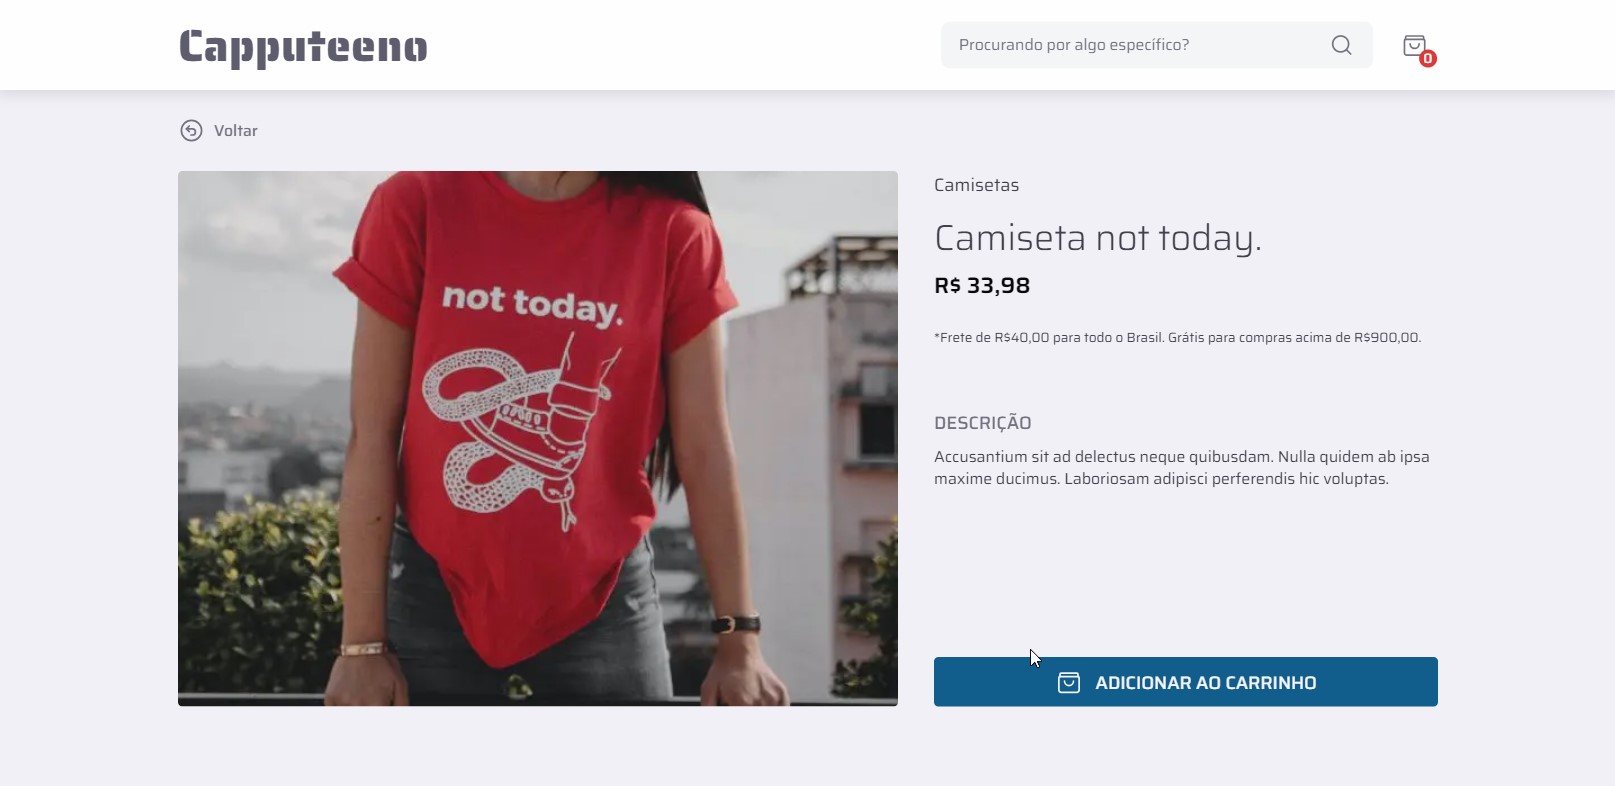 Capputeeno
Procurando por algo específico?
0
Voltar
not today.
Camisetas
Camiseta not today.
R$ 33,98
*Frete de R$40,00 para todo o Brasil. Grátis para compras acima de R$900,00.
DESCRIÇÃO
Accusantium sit ad delectus neque quibusdam. Nulla quidem ab ipsa
maxime ducimus. Laboriosam adipisci perferendis hic voluptas.
ADICIONAR AO CARRINHO